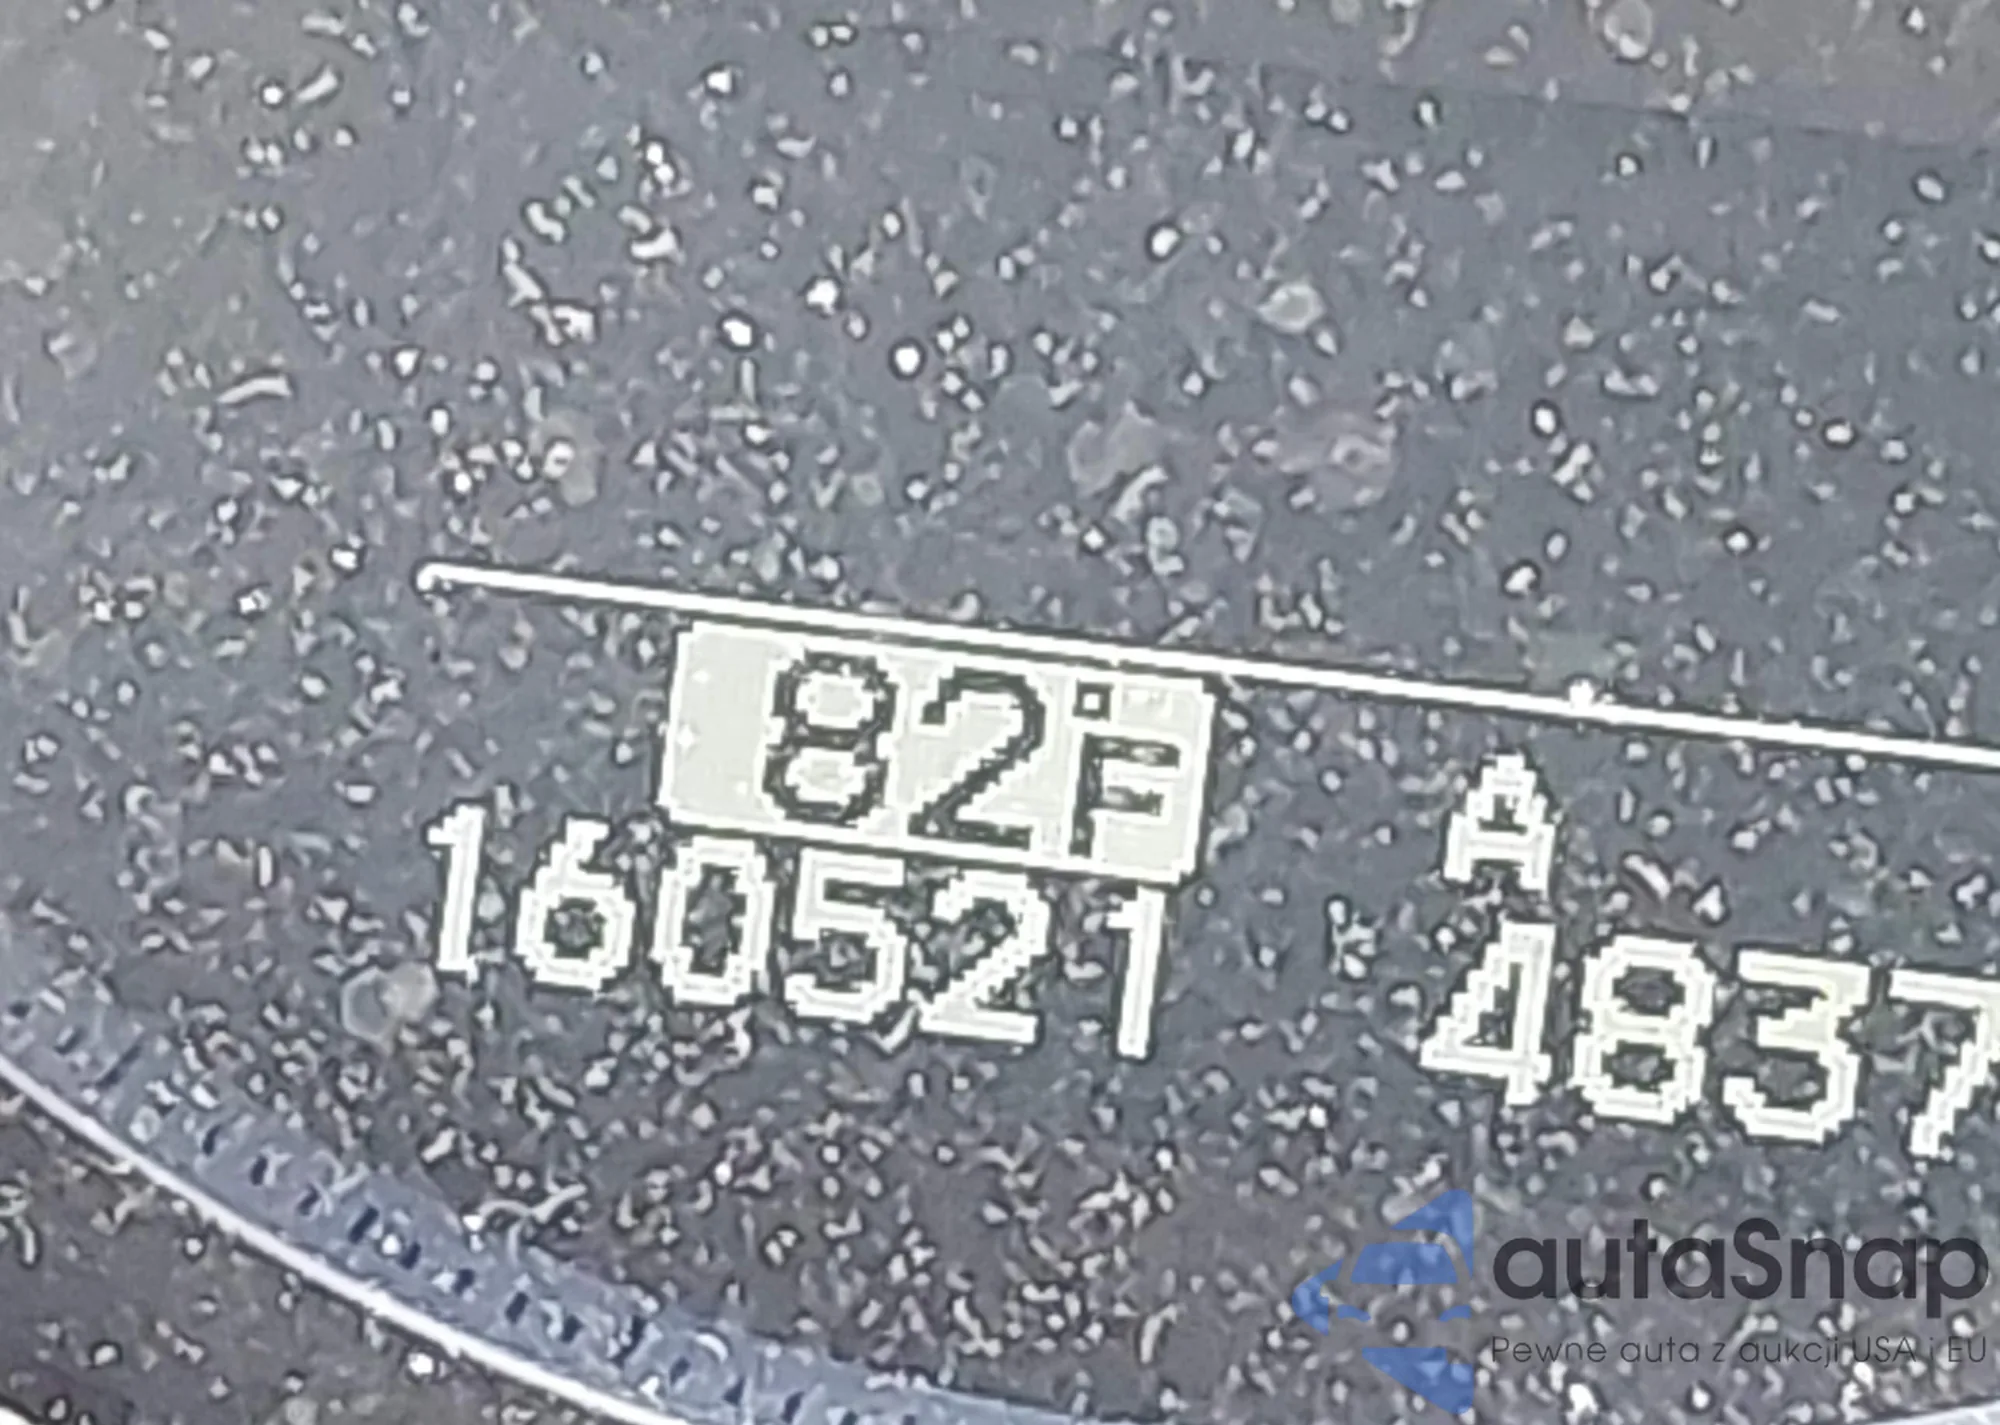 82°F
A
160521
4837
autaSnap
Pewne auta z aukcji USA i EU